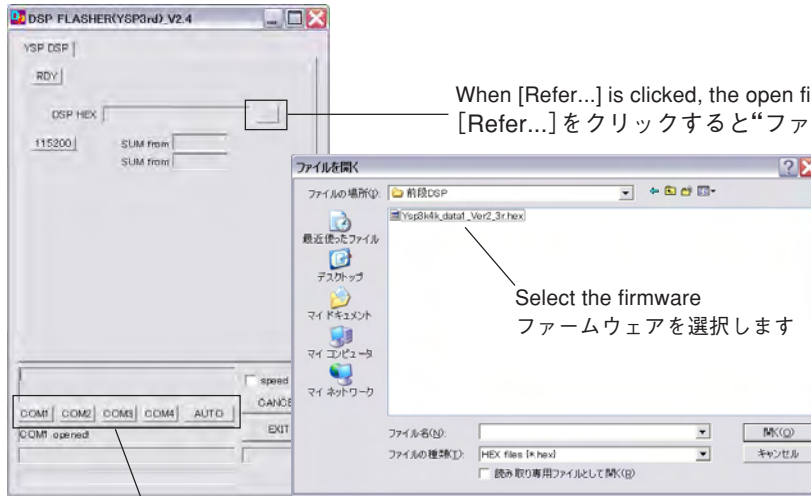 DSP FLASHER(YSP3rd)_V2.4
YSP DSP
RDY
When [Refer...] is clicked, the open fi
DSP HEX
[Refer...]をクリックすると“ファ
115200
SUM from
SUM from
ファイルを開く
ファイルの場所(I):
前段DSP
Ysp3k4k_data1_Ver2_3r.hex
最近使ったファイル
デスクトップ
マイ ドキュメント
マイ コンピュータ
マイ ネットワーク
Select the firmware
ファームウェアを選択します
speed
CANCE
COM1 COM2 COM3 COM4 AUTO
EXIT
COM1 opened
ファイル名(N):
開く(O)
ファイルの種類(T):
HEX files (*.hex)
キャンセル
読み取り専用ファイルとして開く(R)